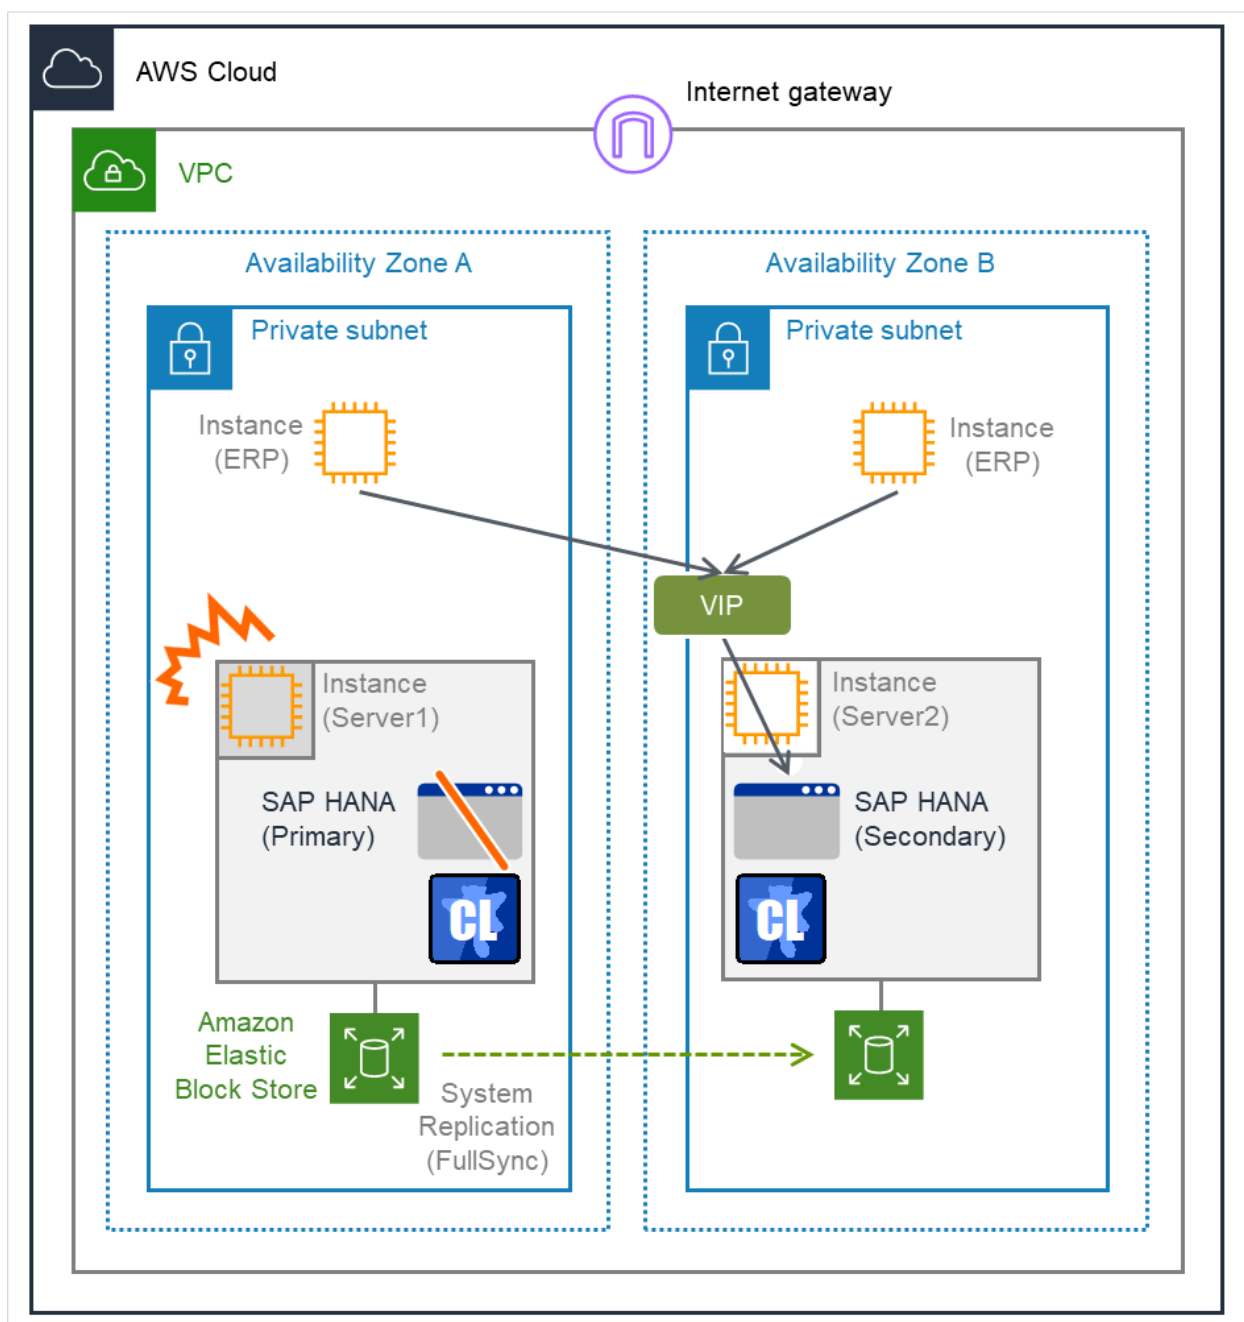 AWS Cloud
Internet gateway
VPC
Availability Zone A
Availability Zone B
Private subnet
Private subnet
Instance
(ERP)
Instance
(ERP)
VIP
Instance
(Server1)
Instance
(Server2)
SAP HANA
(Primary)
SAP HANA
(Secondary)
CL
CL
Amazon
Elastic
Block Store
System
Replication
(FullSync)